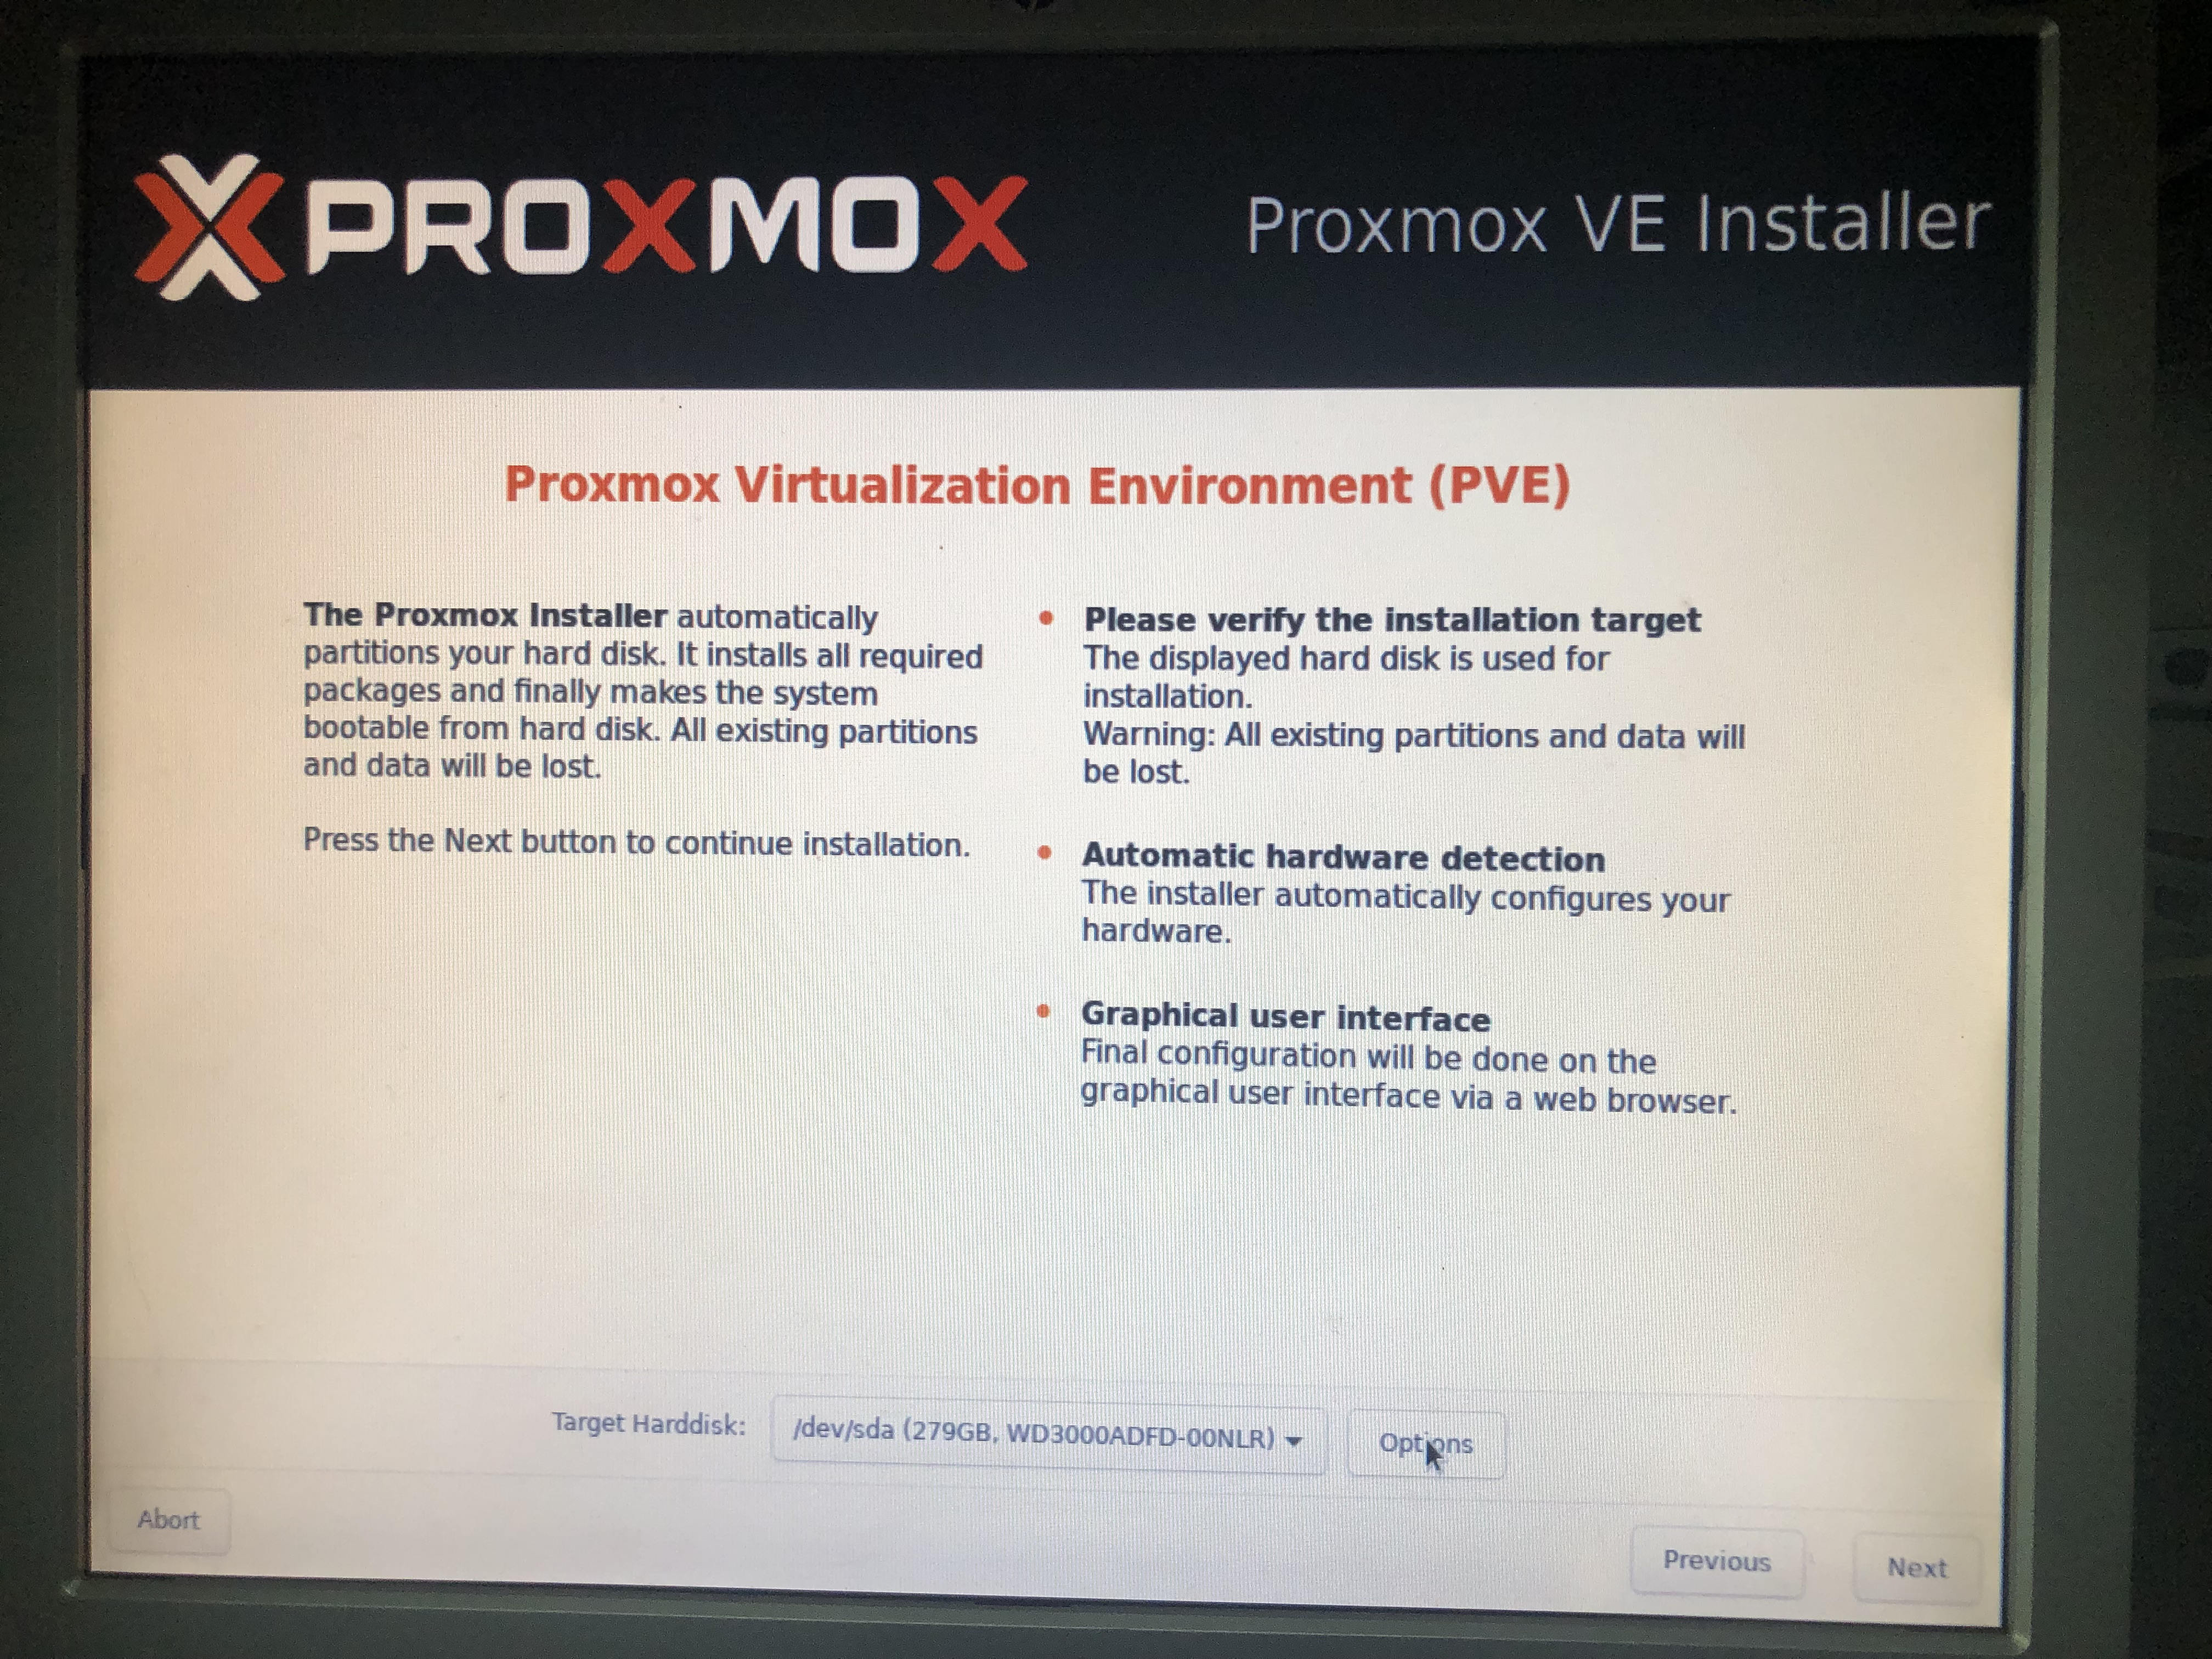 PROXMOX
Proxmox VE Installer
Proxmox Virtualization Environment (PVE)
The Proxmox Installer automatically
partitions your hard disk. It installs all required
packages and finally makes the system
bootable from hard disk. All existing partitions
and data will be lost.
Press the Next button to continue installation.
• Please verify the installation target
The displayed hard disk is used for
installation.
Warning: All existing partitions and data will
be lost.
• Automatic hardware detection
The installer automatically configures your
hardware.
• Graphical user interface
Final configuration will be done on the
graphical user interface via a web browser.
Target Harddisk: /dev/sda (279GB, WD3000ADFD-00NLR) Options
Abort
Previous Next